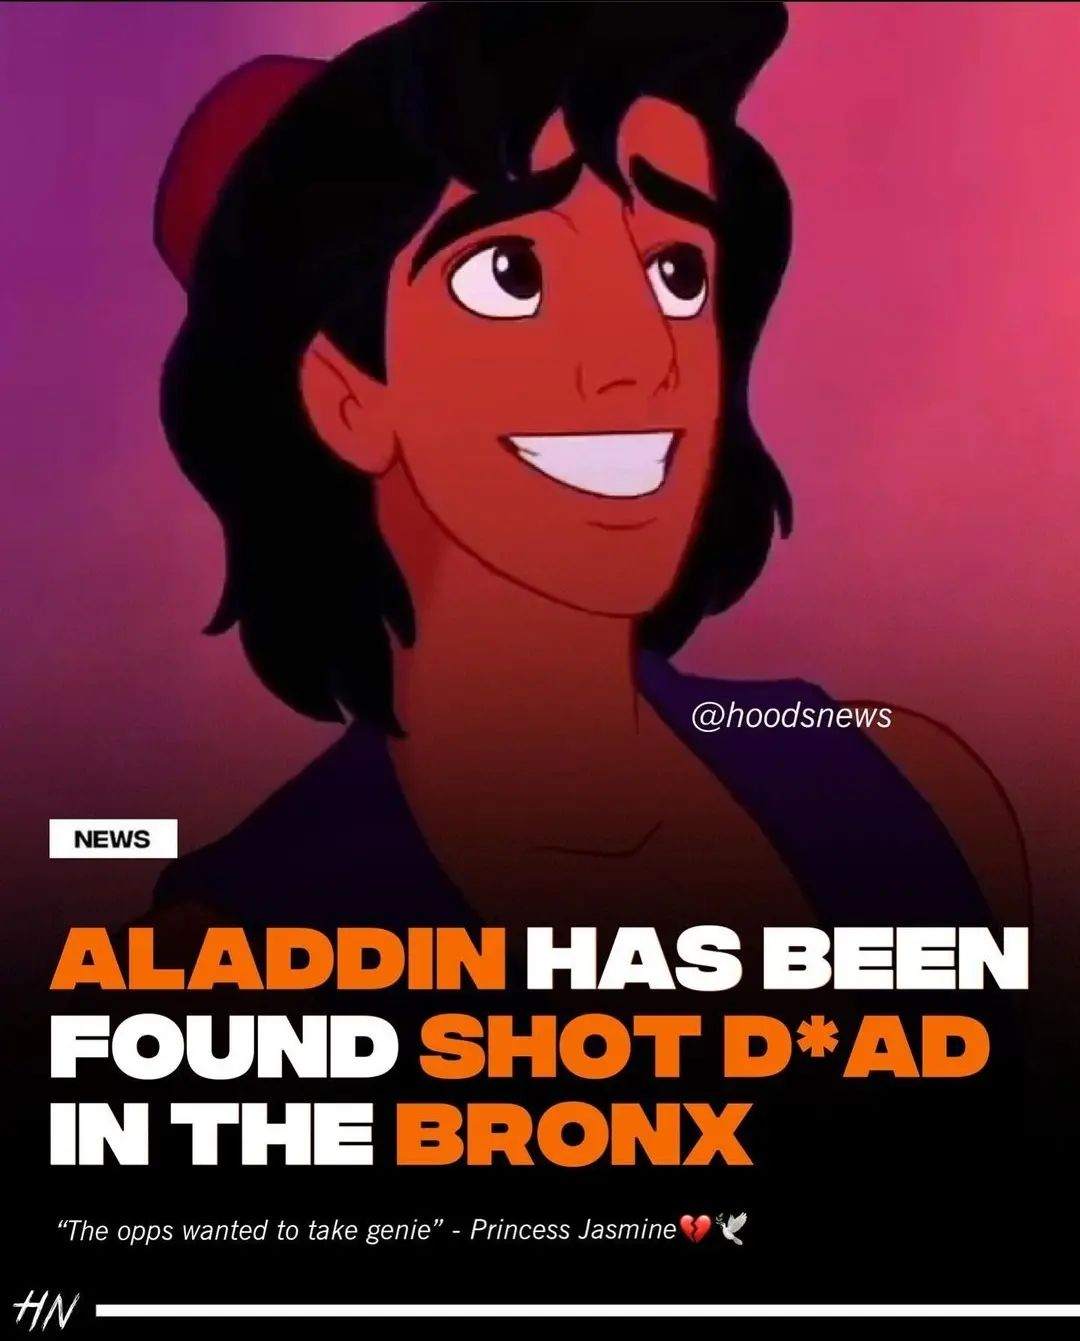 @hoodsnews
NEWS
ALADDIN HAS BEEN
FOUND SHOT D*AD
IN THE BRONX
“The opps wanted to take genie” - Princess Jasmine💔🕊️
HN